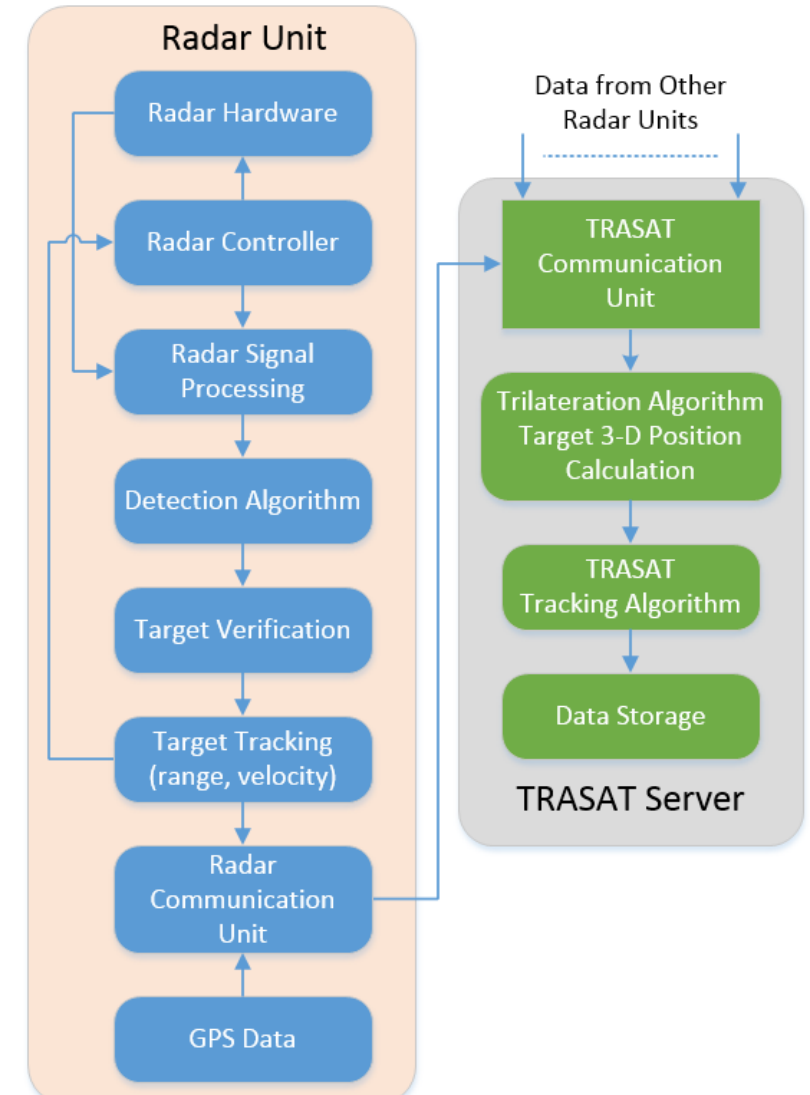 Radar Unit
Radar Hardware
Radar Controller
Radar Signal
Processing
Detection Algorithm
Target Verification
Target Tracking
(range, velocity)
Radar
Communication
Unit
GPS Data
Data from Other
Radar Units
TRASAT
Communication
Unit
Trilateration Algorithm
Target 3-D Position
Calculation
TRASAT
Tracking Algorithm
Data Storage
TRASAT Server